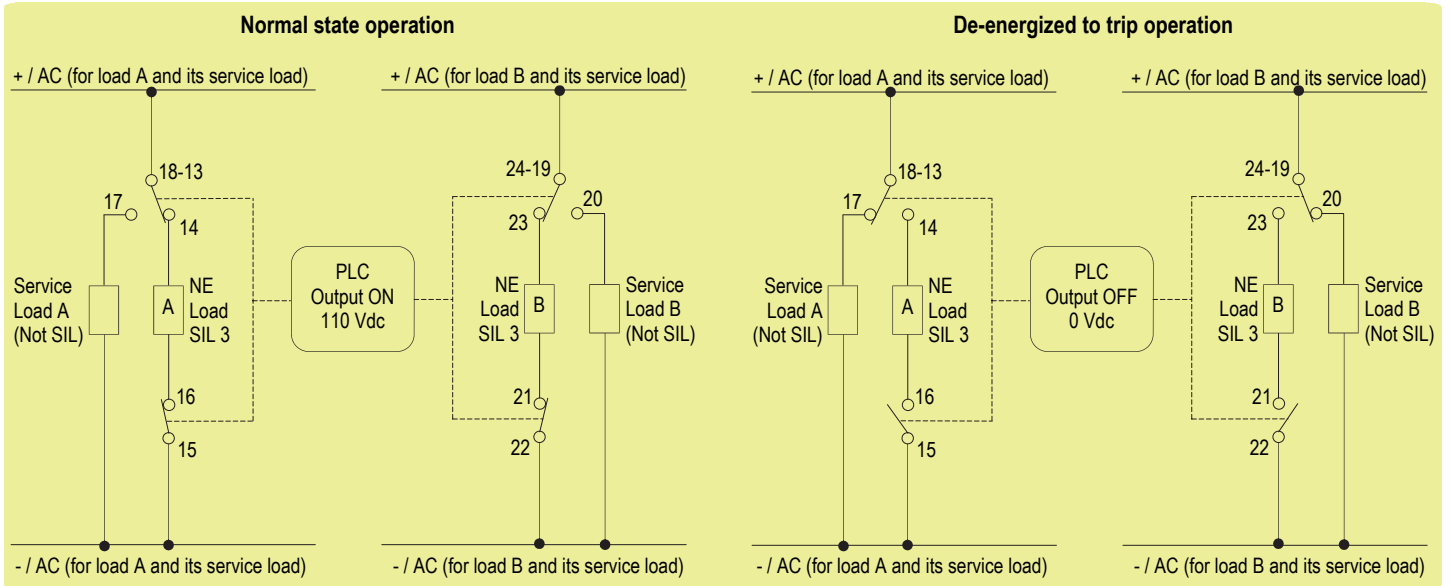 Normal state operation
De-energized to trip operation
+ / AC (for load A and its service load)
+ / AC (for load B and its service load)
+ / AC (for load A and its service load)
+ / AC (for load B and its service load)
18-13
17
14
Service
Load A
(Not SIL)
A
NE
Load
SIL 3
16
15
PLC
Output ON
110 Vdc
24-19
20
23
NE
Load
SIL 3
B
Service
Load B
(Not SIL)
21
22
18-13
17
14
Service
Load A
(Not SIL)
A
NE
Load
SIL 3
16
15
PLC
Output OFF
0 Vdc
24-19
20
23
NE
Load
SIL 3
B
Service
Load B
(Not SIL)
21
22
- / AC (for load A and its service load)
- / AC (for load B and its service load)
- / AC (for load A and its service load)
- / AC (for load B and its service load)